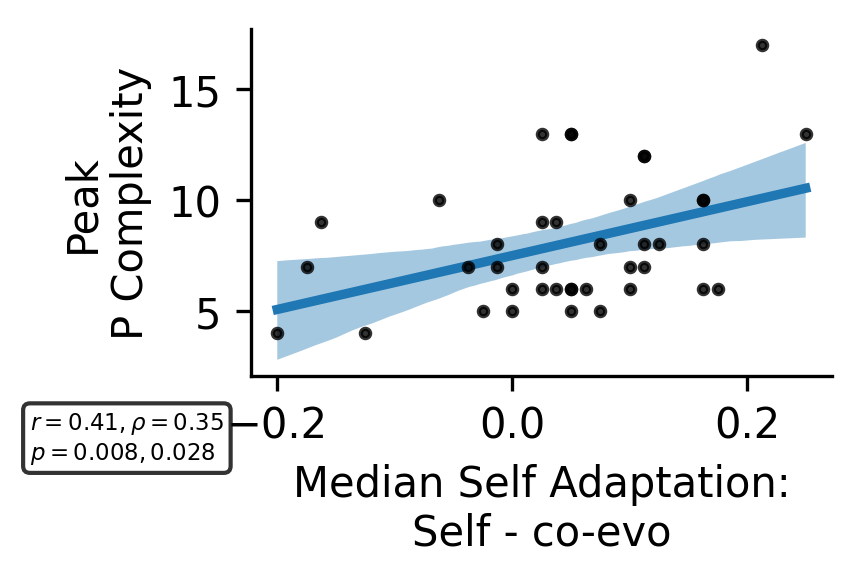 15
10
5
Peak
P Complexity
−0.2 0.0 0.2
r = 0.41, ρ = 0.35
p = 0.008, 0.028
Median Self Adaptation:
Self - co-evo